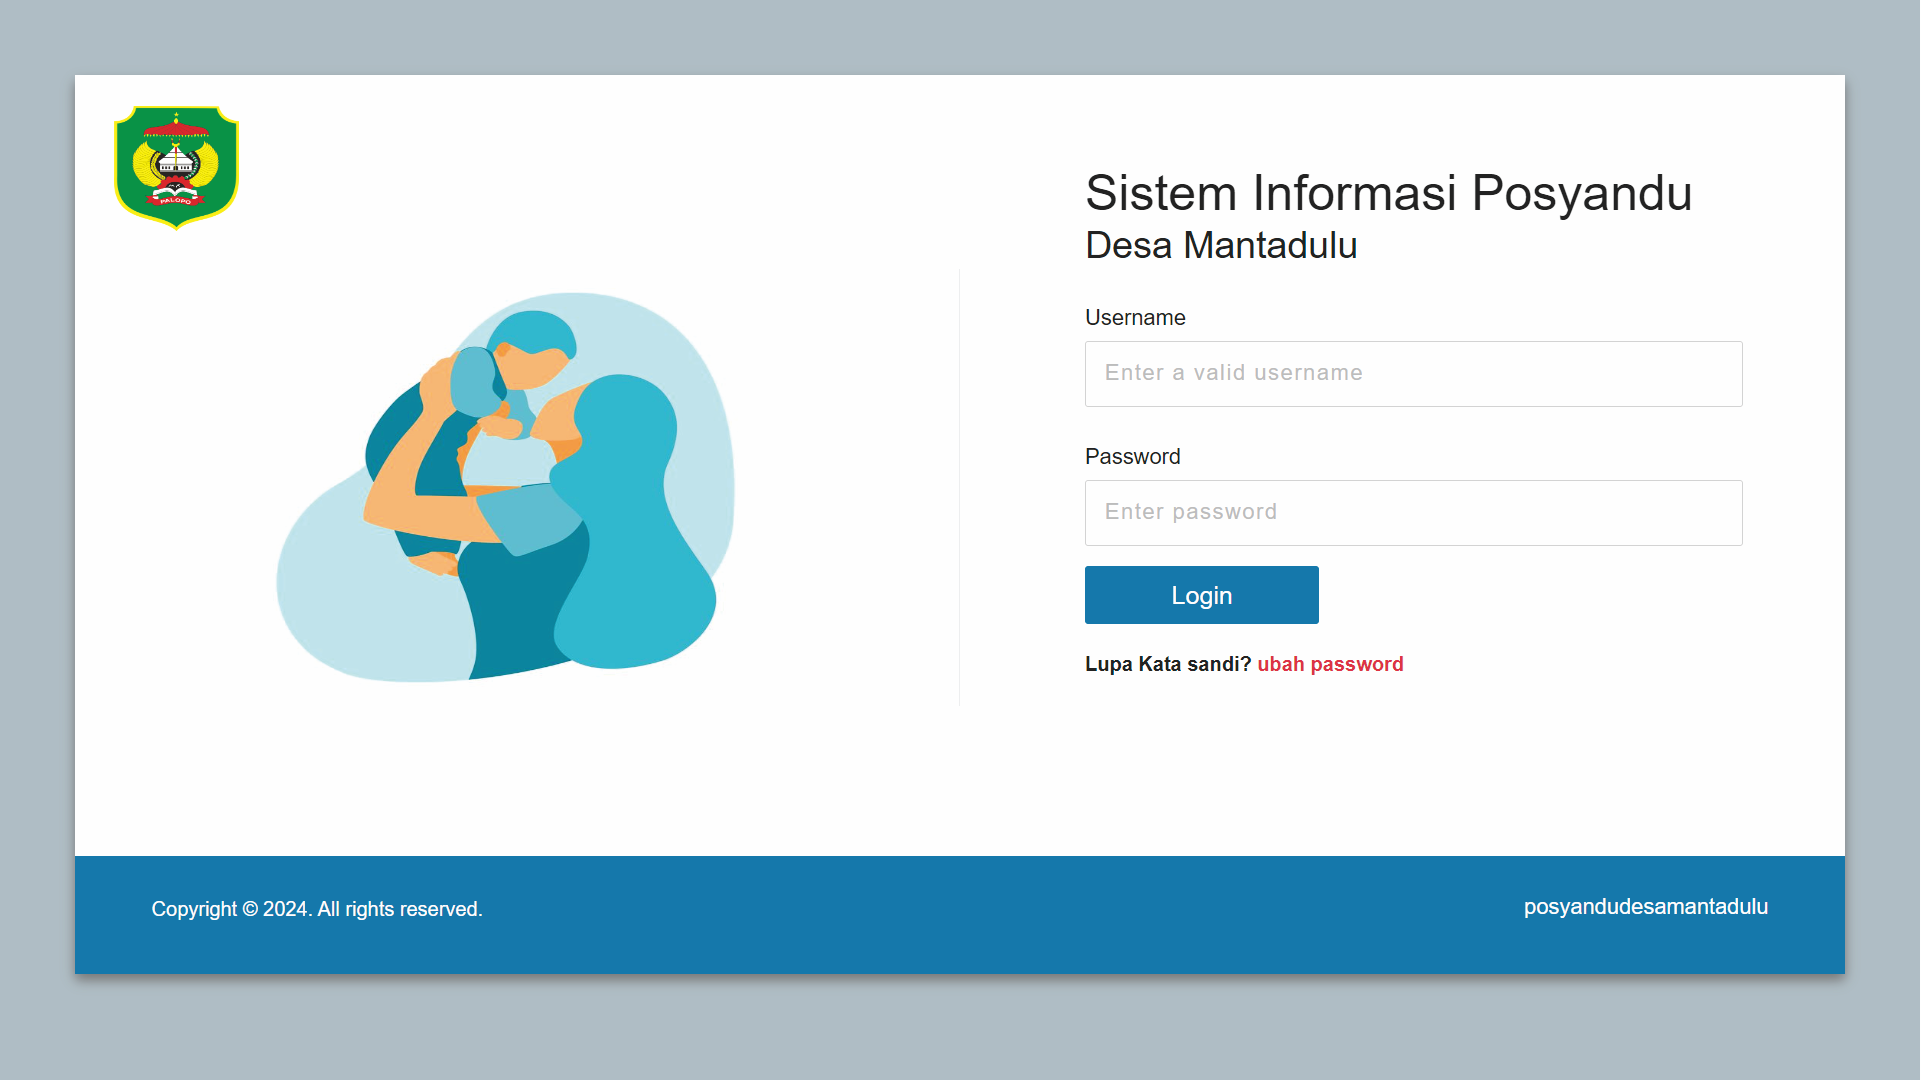 PALOPO
Sistem Informasi Posyandu
Desa Mantadulu
Username
Enter a valid username
Password
Enter password
Login
Lupa Kata sandi? ubah password
Copyright © 2024. All rights reserved.
posyandudesamantadulu